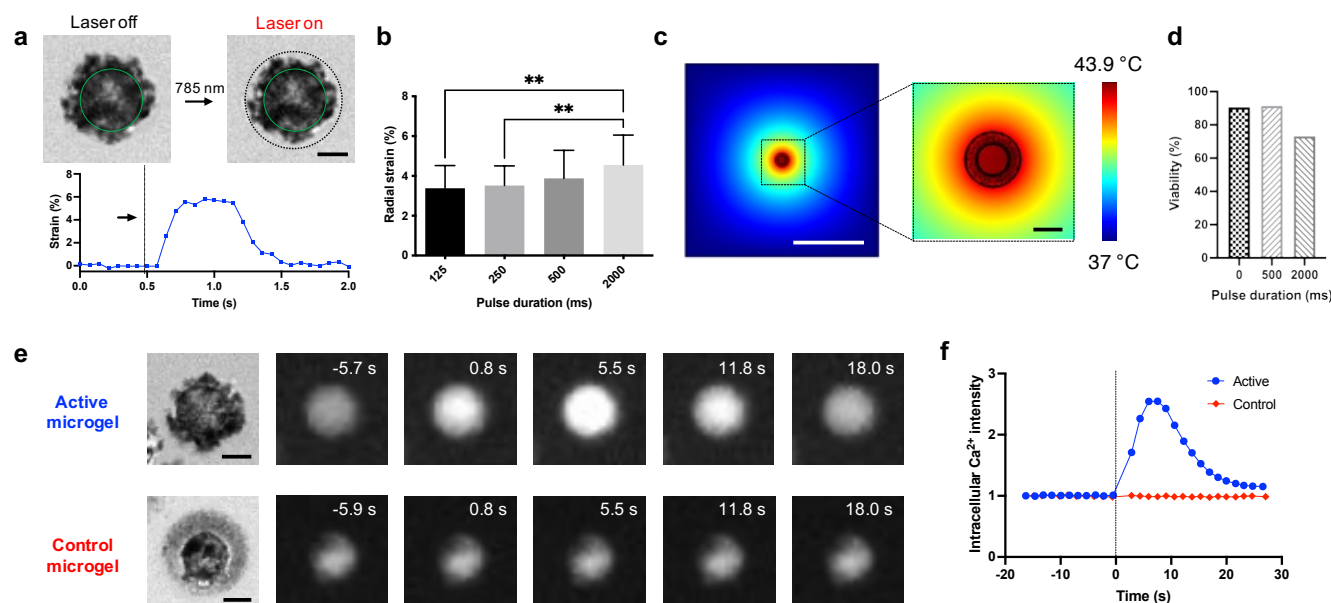 a
Laser off
Laser on
785 nm
Strain (%)
8
6
4
2
0
0.0 0.5 1.0 1.5 2.0
Time (s)
b
**
**
Radial strain (%)
8
6
4
2
0
125 250 500 2000
Pulse duration (ms)
c
43.9 °C
37 °C
d
Viability (%)
100
80
60
40
20
0
0 500 2000
Pulse duration (ms)
e
Active
microgel
-5.7 s 0.8 s 5.5 s 11.8 s 18.0 s
Control
microgel
-5.9 s 0.8 s 5.5 s 11.8 s 18.0 s
f
Intracellular Ca²⁺ intensity
3
2
1
0
Active
Control
-20 -10 0 10 20 30
Time (s)